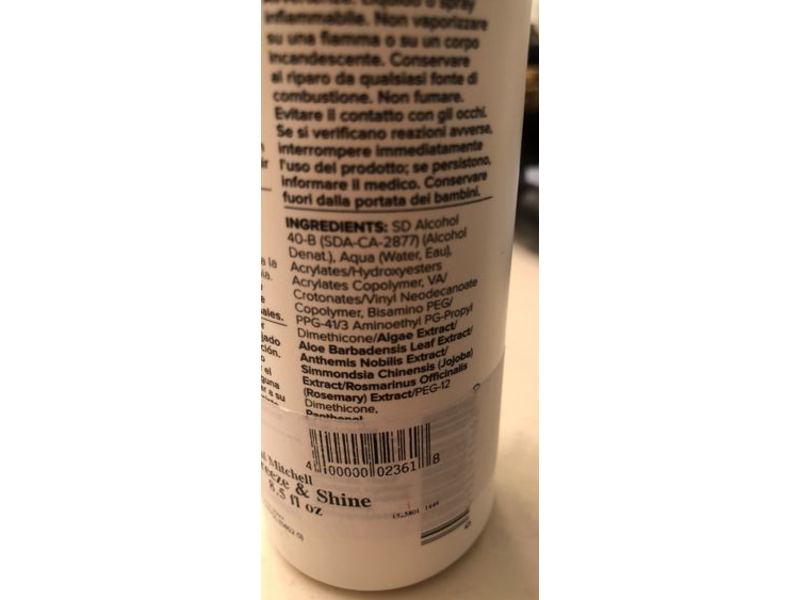 infiammabile. Non vaporizzare
su una fiamma o su un corpo
incandescente. Conservare
al riparo da qualsiasi fonte di
combustione. Non fumare.
Evitare il contatto con gli occhi.
Se si verificano reazioni avverse,
interrompere immediatamente
l'uso del prodotto; se persistono,
informare il medico. Conservare
fuori dalla portata dei bambini.
INGREDIENTS: SD Alcohol
40-B (SDA-CA-2877) (Alcohol
Denat.), Aqua (Water, Eau),
Acrylates/Hydroxyesters
Acrylates Copolymer, VA/
Crotonates/Vinyl Neodecanoate
Copolymer, Bisamino PEG/
PPG-41/3 Aminoethyl PG-Propyl
Dimethicone/Algae Extract/
Aloe Barbadensis Leaf Extract/
Anthemis Nobilis Extract/
Simmondsia Chinensis (Jojoba)
Extract/Rosmarinus Officinalis
(Rosemary) Extract/PEG-12
Dimethicone,
Panthenol
4 00000 02361 8
Mitchell
& Shine
8.5 fl oz